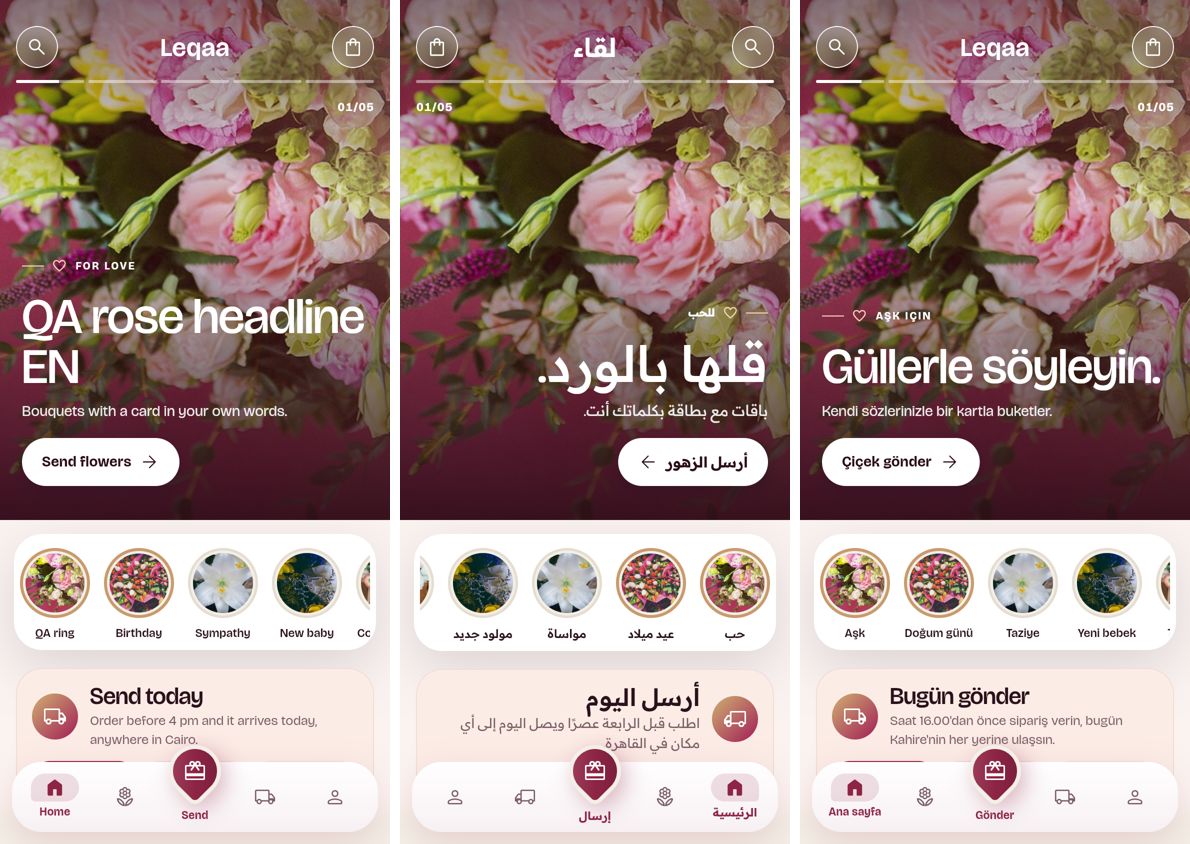 Leqaa
01/05
FOR LOVE
QA rose headline
EN
Bouquets with a card in your own words.
Send flowers
QA ring
Birthday
Sympathy
New baby
Co
Send today
Order before 4 pm and it arrives today,
anywhere in Cairo.
Home
Send
لقاء
01/05
للحب
قلها بالورد.
باقات مع بطاقة بكلماتك أنت.
أرسل الزهور
حب
عيد ميلاد
مواساة
مولود جديد
أرسل اليوم
اطلب قبل الرابعة عصرًا ويصل اليوم إلى أي
مكان في القاهرة
الرئيسية
إرسال
Leqaa
01/05
AŞK IÇIN
Güllerle söyleyin.
Kendi sözlerinizle bir kartla buketler.
Çiçek gönder
Aşk
Doğum günü
Taziye
Yeni bebek
Bugün gönder
Saat 16.00'dan önce sipariş verin, bugün
Kahire'nin her yerine ulaşsın.
Ana sayfa
Gönder